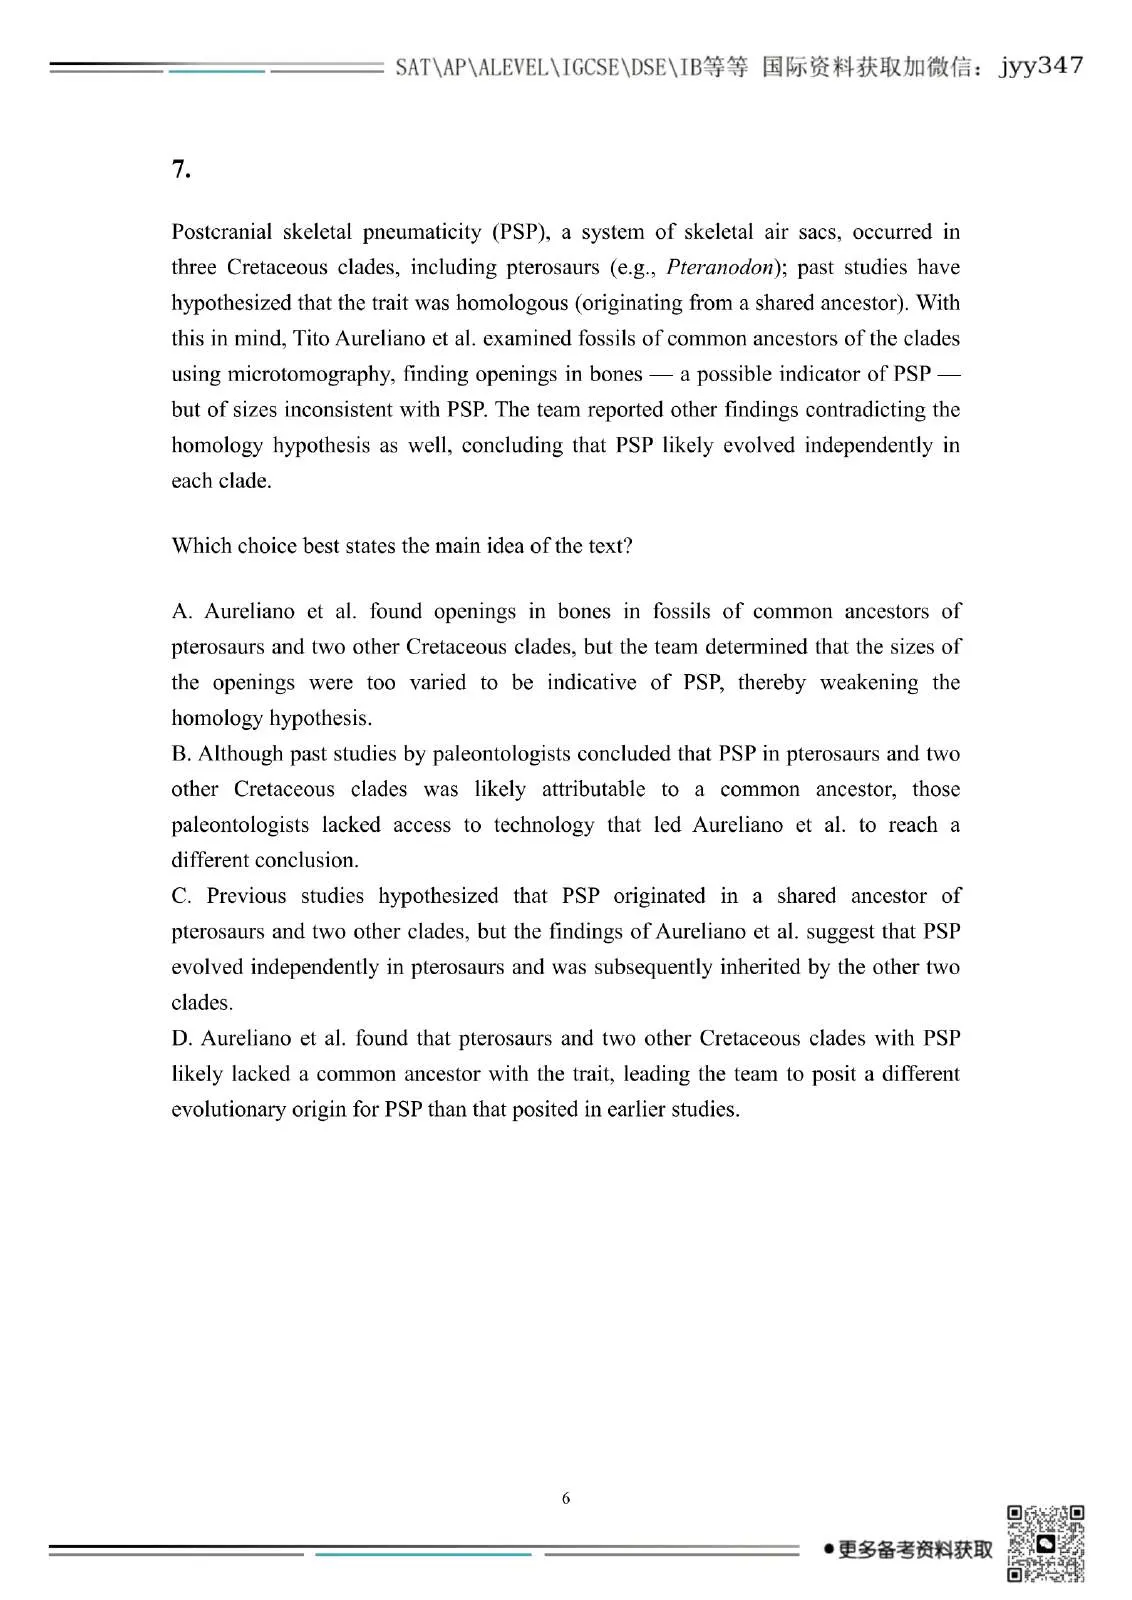 SAT\AP\ALEVEL\IGCSE\DSE\IB等等 国际资料获取加微信：jyy347
7.
Postcranial skeletal pneumaticity (PSP), a system of skeletal air sacs, occurred in
three Cretaceous clades, including pterosaurs (e.g., Pteranodon); past studies have
hypothesized that the trait was homologous (originating from a shared ancestor). With
this in mind, Tito Aureliano et al. examined fossils of common ancestors of the clades
using microtomography, finding openings in bones — a possible indicator of PSP —
but of sizes inconsistent with PSP. The team reported other findings contradicting the
homology hypothesis as well, concluding that PSP likely evolved independently in
each clade.
Which choice best states the main idea of the text?
A. Aureliano et al. found openings in bones in fossils of common ancestors of
pterosaurs and two other Cretaceous clades, but the team determined that the sizes of
the openings were too varied to be indicative of PSP, thereby weakening the
homology hypothesis.
B. Although past studies by paleontologists concluded that PSP in pterosaurs and two
other Cretaceous clades was likely attributable to a common ancestor, those
paleontologists lacked access to technology that led Aureliano et al. to reach a
different conclusion.
C. Previous studies hypothesized that PSP originated in a shared ancestor of
pterosaurs and two other clades, but the findings of Aureliano et al. suggest that PSP
evolved independently in pterosaurs and was subsequently inherited by the other two
clades.
D. Aureliano et al. found that pterosaurs and two other Cretaceous clades with PSP
likely lacked a common ancestor with the trait, leading the team to posit a different
evolutionary origin for PSP than that posited in earlier studies.
6
●更多备考资料获取